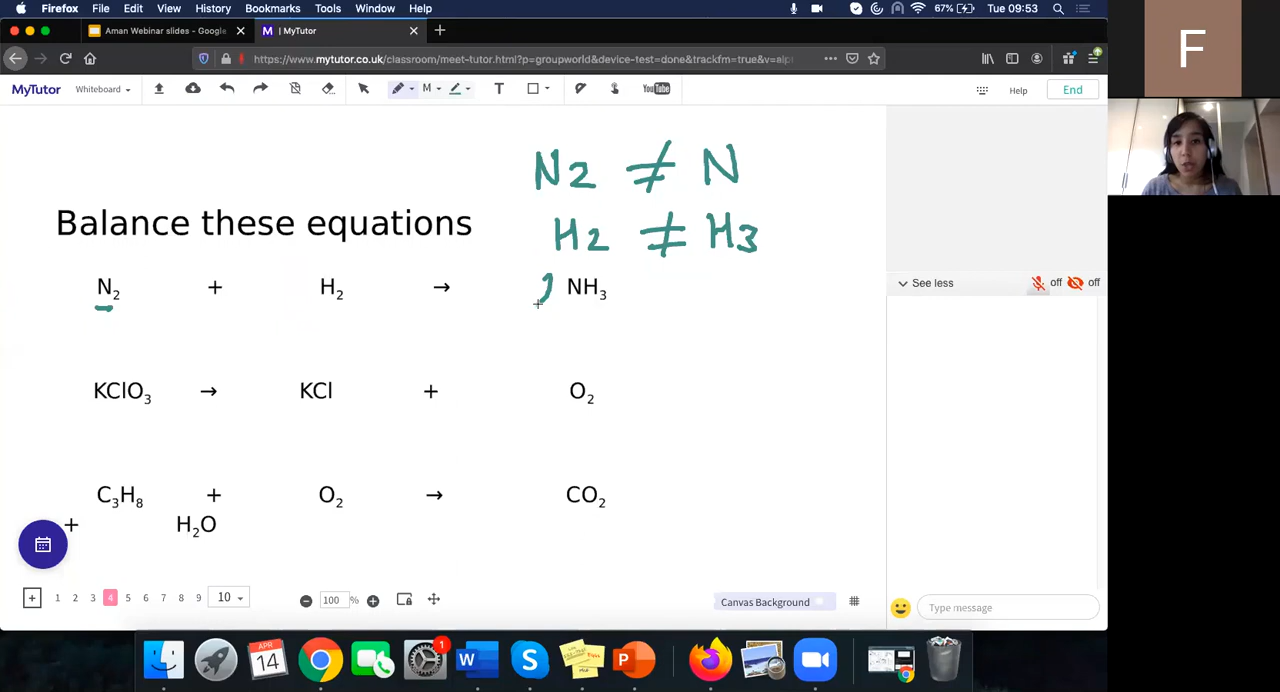 Firefox File Edit View History Bookmarks Tools Window Help 67% Tue 09:53
Aman Webinar slides - Google × M | MyTutor × +
https://www.mytutor.co.uk/classroom/meet-tutor.html?p=groupworld&device-test=done&trackfm=true&v=alp
MyTutor Whiteboard M T YouTube Help End
F
N2 ≠ N
Balance these equations
H2 ≠ H3
N₂ + H₂ → NH₃
See less off off
KClO₃ → KCl + O₂
C₃H₈ + O₂ → CO₂
+ H₂O
+ 1 2 3 4 5 6 7 8 9 10 100 % Canvas Background Type message
APR 14 W S P 1